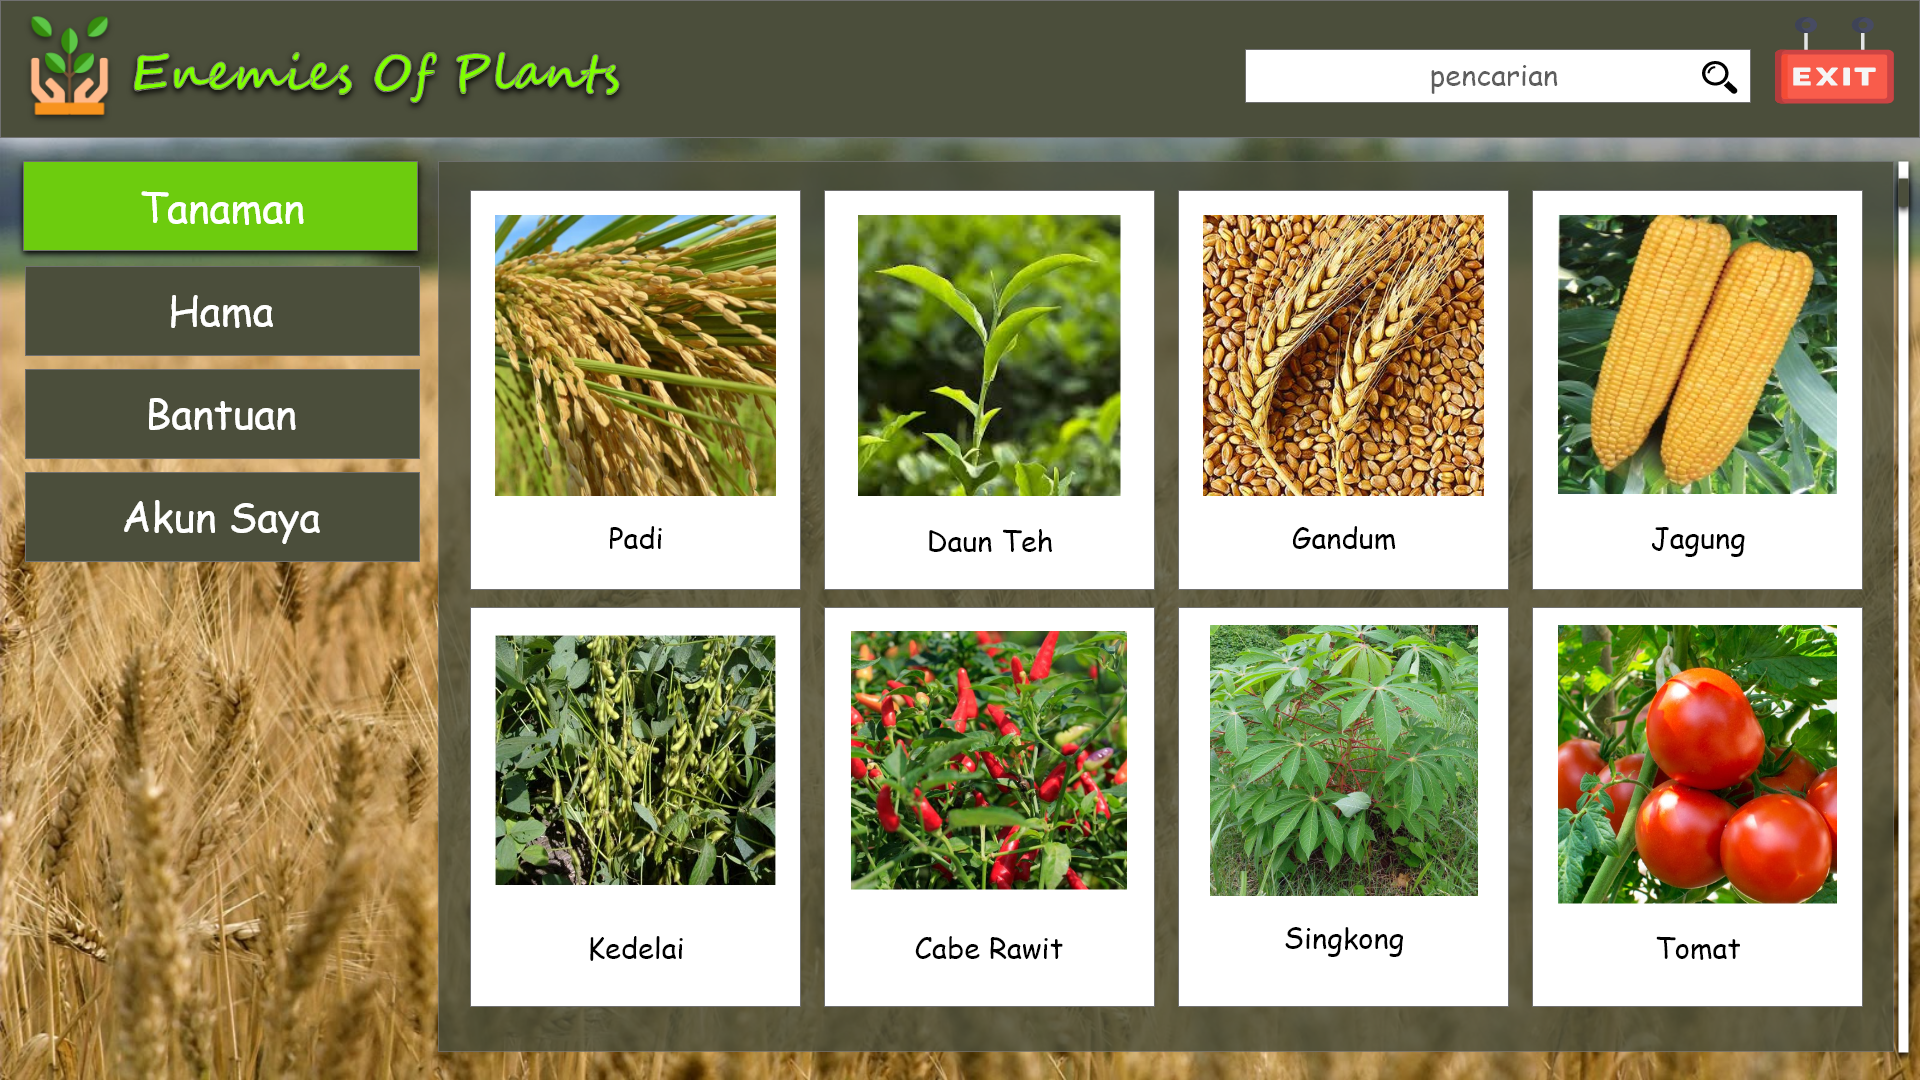 Enemies Of Plants
pencarian
EXIT
Tanaman
Hama
Bantuan
Akun Saya
Padi
Daun Teh
Gandum
Jagung
Kedelai
Cabe Rawit
Singkong
Tomat